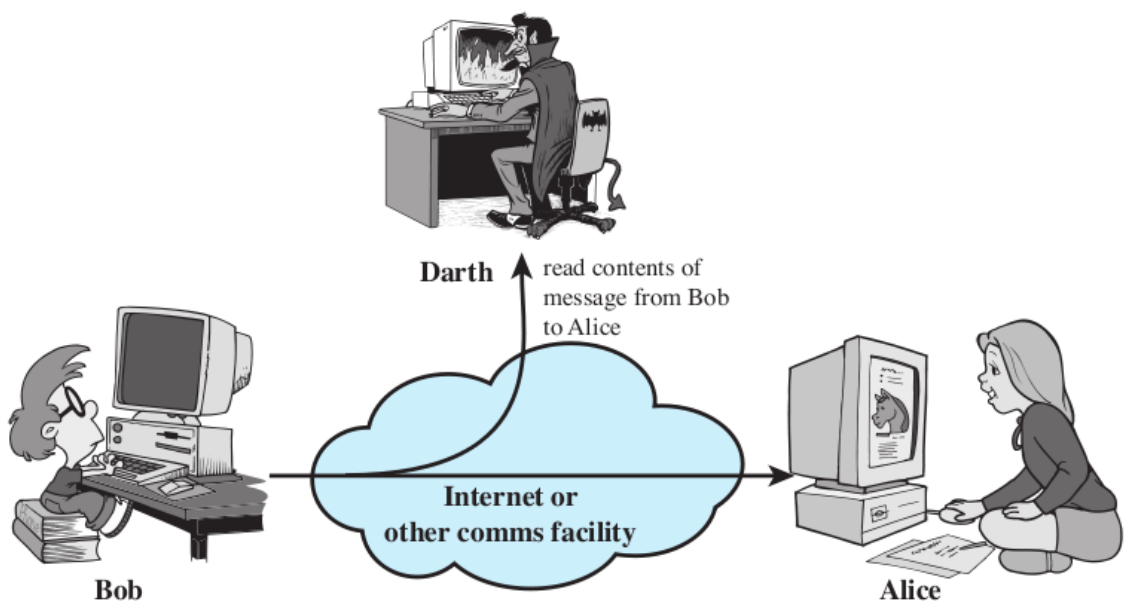 Darth
read contents of
message from Bob
to Alice
Internet or
other comms facility
Bob
Alice